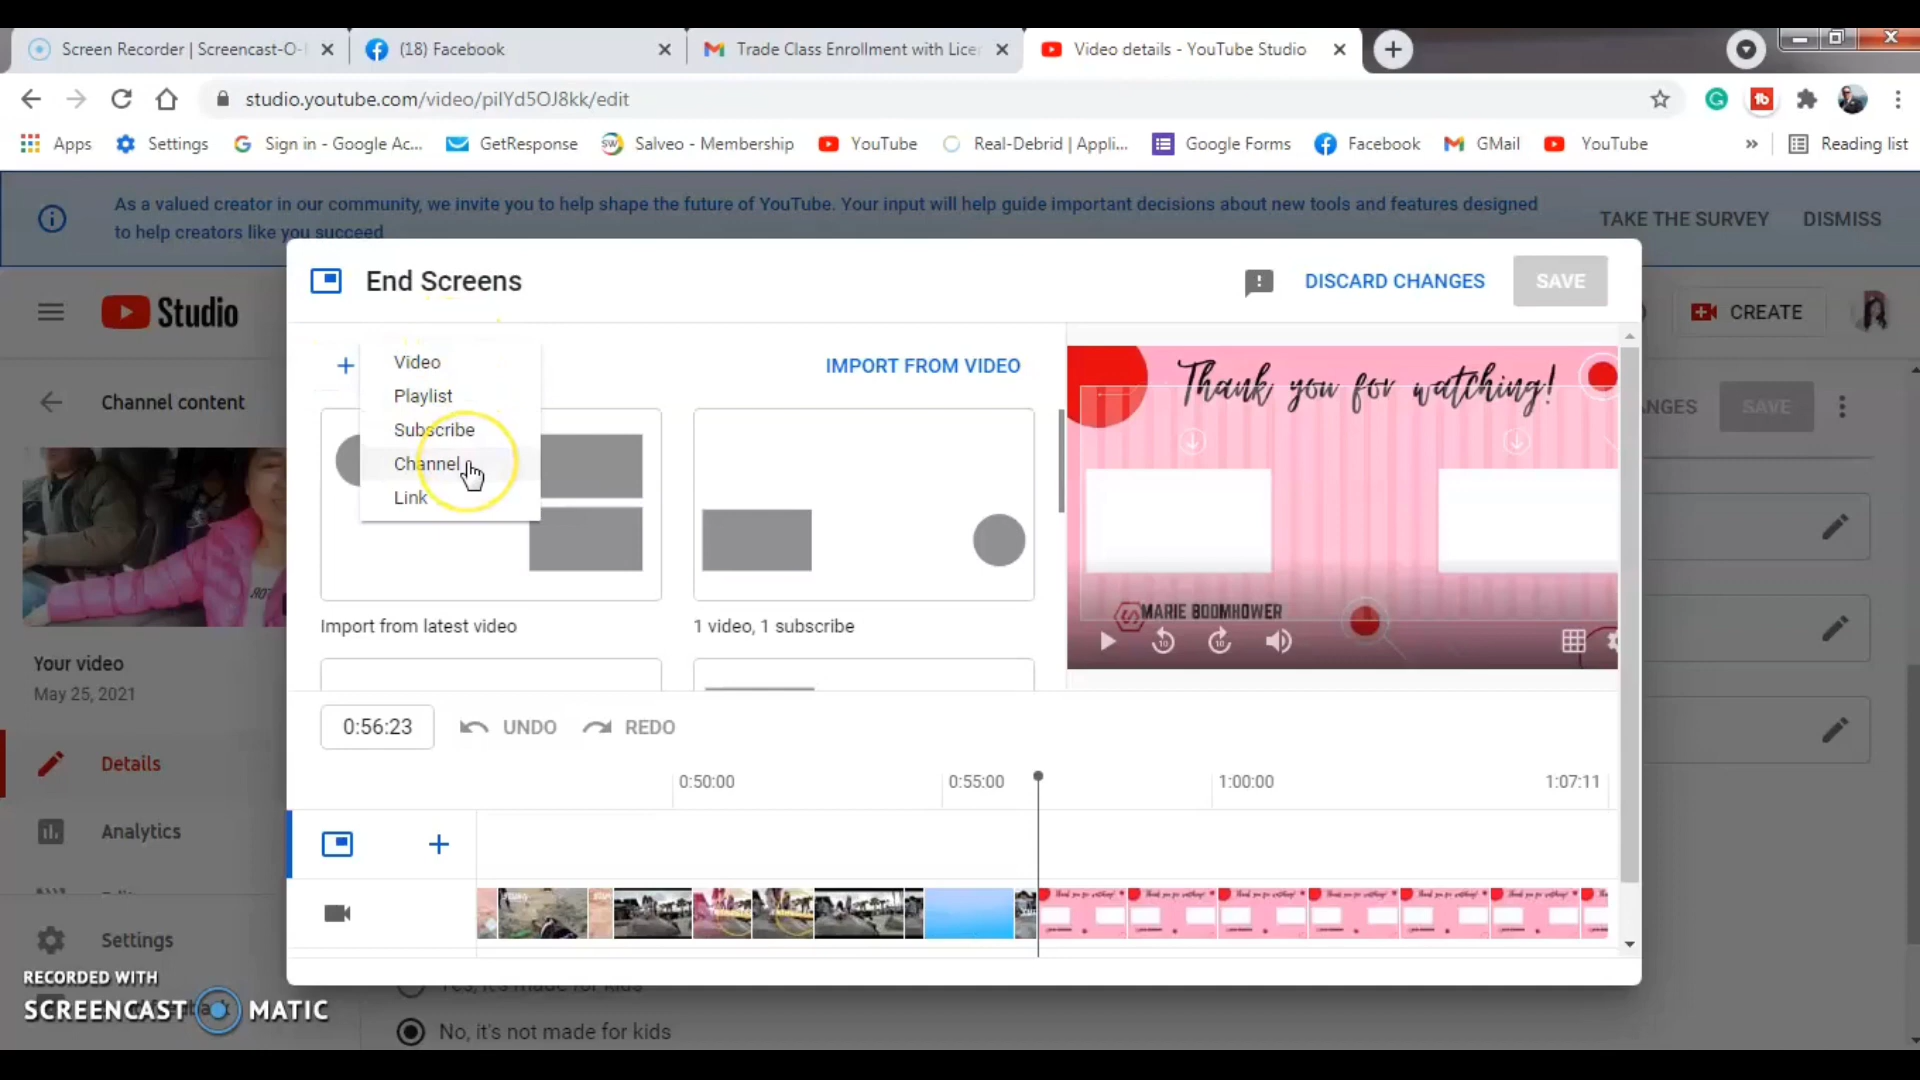 Screen Recorder | Screencast-O-
(18) Facebook
Trade Class Enrollment with Licen
Video details - YouTube Studio
studio.youtube.com/video/pilYd5OJ8kk/edit
Apps
Settings
Sign in - Google Ac...
GetResponse
Salveo - Membership
YouTube
Real-Debrid | Appli...
Google Forms
Facebook
GMail
YouTube
»
Reading list
As a valued creator in our community, we invite you to help shape the future of YouTube. Your input will help guide important decisions about new tools and features designed
to help creators like you succeed
TAKE THE SURVEY
DISMISS
Studio
CREATE
End Screens
DISCARD CHANGES
SAVE
Channel content
SAVE
Video
Playlist
Subscribe
Channel
Link
IMPORT FROM VIDEO
Thank you for watching!
MARIE BOOMHOWER
Import from latest video
1 video, 1 subscribe
Your video
May 25, 2021
0:56:23
UNDO
REDO
0:50:00
0:55:00
1:00:00
1:07:11
Details
Analytics
Settings
RECORDED WITH
SCREENCAST MATIC
Yes, it's made for kids
No, it's not made for kids